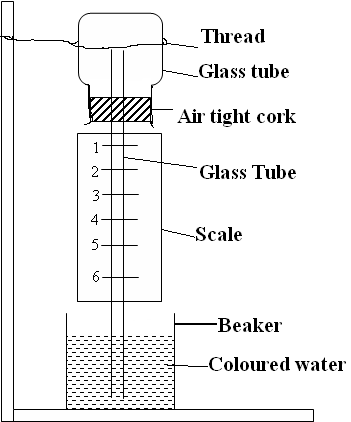 Thread
Glass tube
Air tight cork
1
2
Glass Tube
3
4
Scale
5
6
Beaker
Coloured water